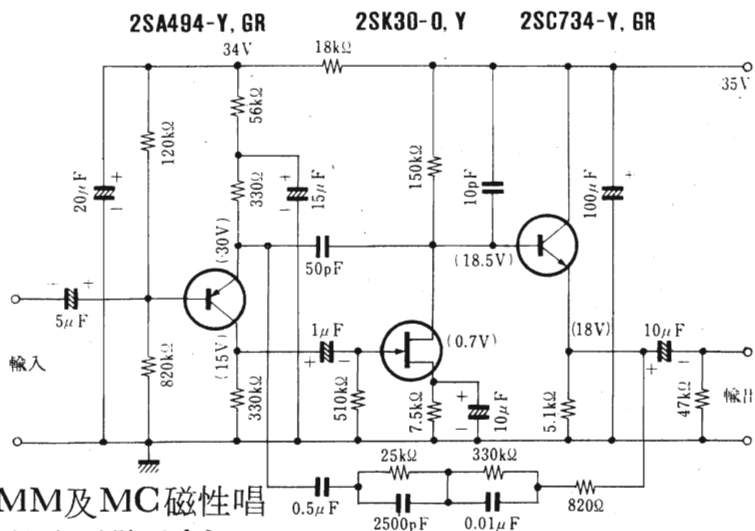 2SA494-Y, GR
2SK30-O, Y
2SC734-Y, GR
34V
18kΩ
35V
56kΩ
120kΩ
20μF
+
-
330Ω
15μF
+
-
150kΩ
10pF
100μF
+
-
(30V)
50pF
(18.5V)
5μF
+
-
輸入
820kΩ
(15V)
330kΩ
1μF
+
-
510kΩ
(0.7V)
7.5kΩ
10μF
+
-
(18V)
5.1kΩ
10μF
+
-
47kΩ
輸出
0.5μF
25kΩ
2500pF
330kΩ
0.01μF
820Ω
MM及MC磁性唱